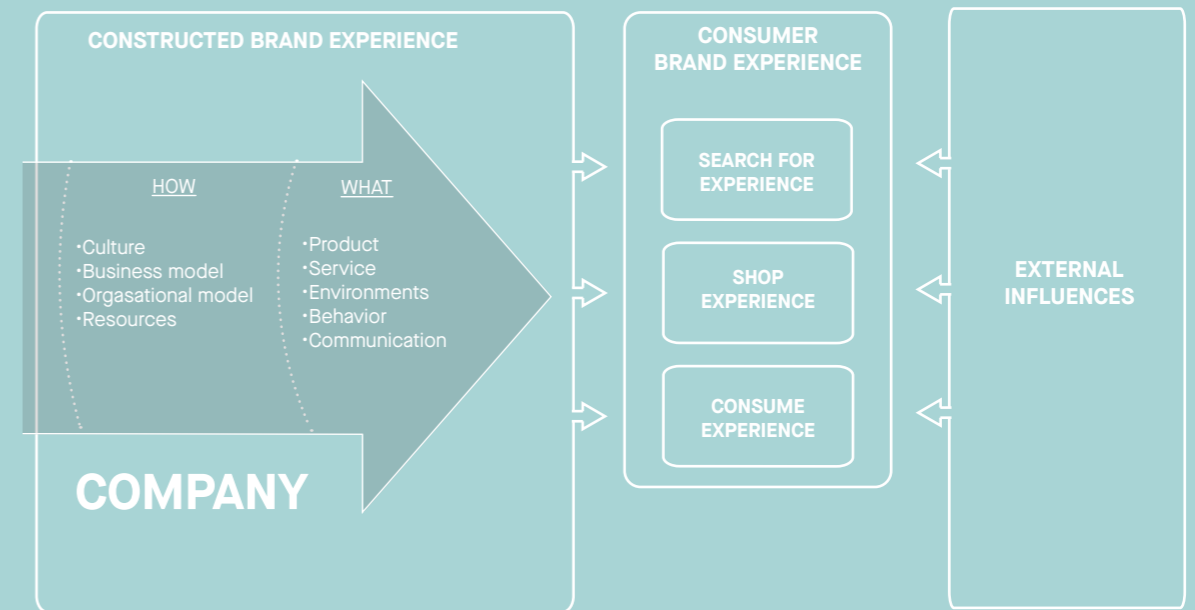 CONSTRUCTED BRAND EXPERIENCE
HOW
•Culture
•Business model
•Orgasational model
•Resources
WHAT
•Product
•Service
•Environments
•Behavior
•Communication
COMPANY
CONSUMER
BRAND EXPERIENCE
SEARCH FOR
EXPERIENCE
SHOP
EXPERIENCE
CONSUME
EXPERIENCE
EXTERNAL
INFLUENCES